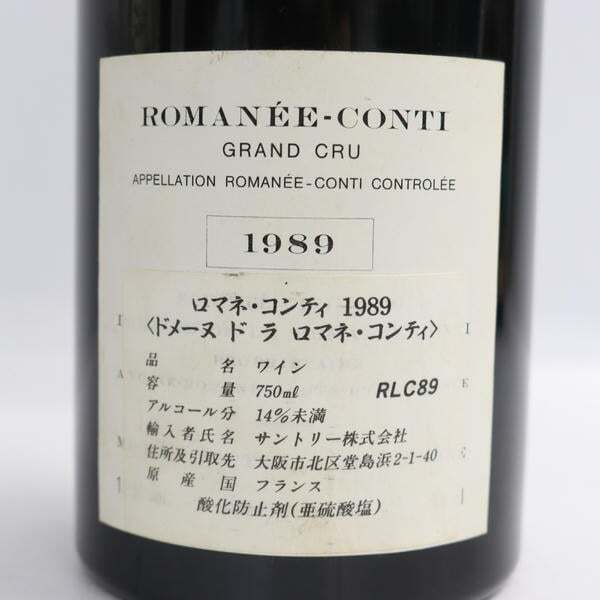 ROMANÉE-CONTI
GRAND CRU
APPELLATION ROMANÉE-CONTI CONTROLÉE
1989
ロマネ・コンティ 1989
〈ドメーヌ ド ラ ロマネ・コンティ〉
品名 ワイン
容量 750ml RLC89
アルコール分 14%未満
輸入者氏名 サントリー株式会社
住所及引取先 大阪市北区堂島浜2-1-40
原産国 フランス
酸化防止剤(亜硫酸塩)